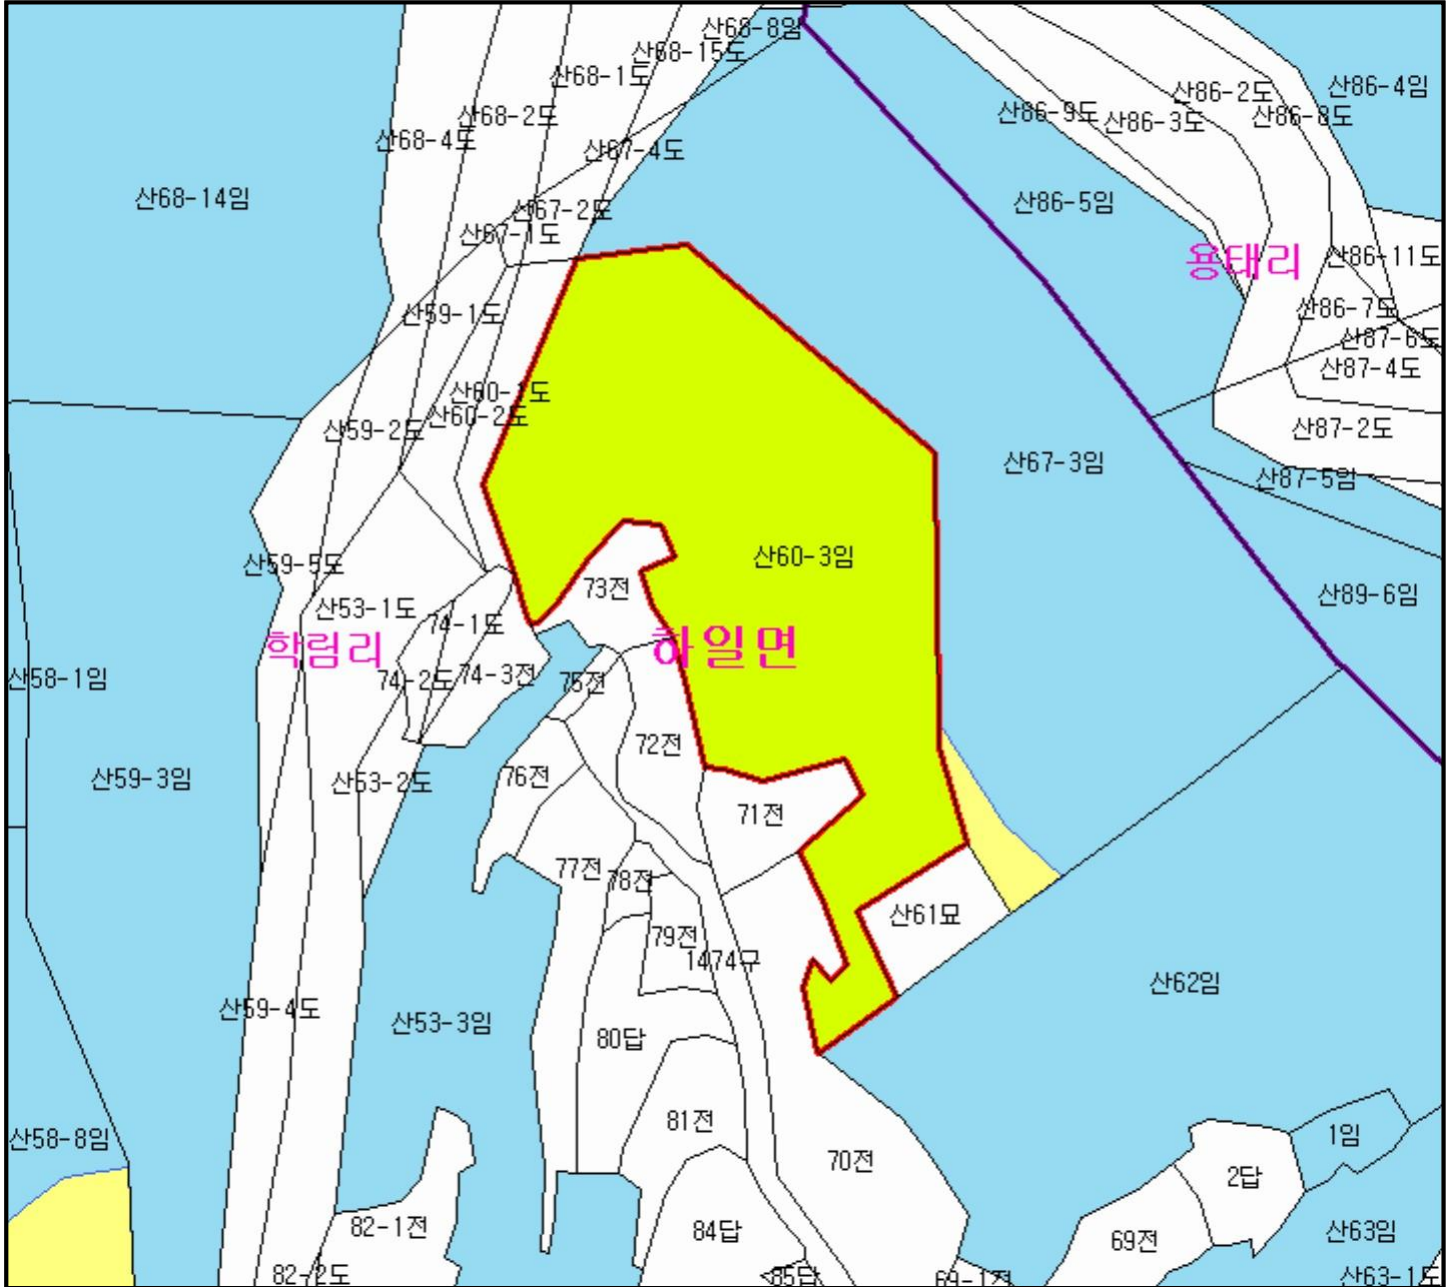 산68-8임
산68-15도
산68-1도
산86-4임
산86-2도
산68-2도
산86-9도
산86-3도
산86-8도
산68-4도
산67-4도
산68-14임
산86-5임
산67-2도
산67-1도
용태리
산86-11도
산59-1도
산86-7도
산87-6도
산87-4도
산60-1도
산60-2도
산59-2도
산87-2도
산67-3임
산87-5임
산60-3임
산59-5도
73전
산89-6임
산53-1도
74-1도
학림리
하일면
산58-1임
74-2도
74-3전
75전
72전
산59-3임
산53-2도
76전
71전
77전
78전
산61묘
79전
1474구
산62임
산59-4도
산53-3임
80답
81전
산58-8임
1임
70전
2답
82-1전
84답
69전
산63임
82-2도
85답
69-1전
산63-1도